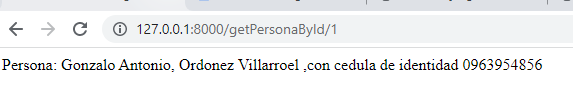 127.0.0.1:8000/getPersonaById/1
Persona: Gonzalo Antonio, Ordonez Villarroel ,con cedula de identidad 0963954856